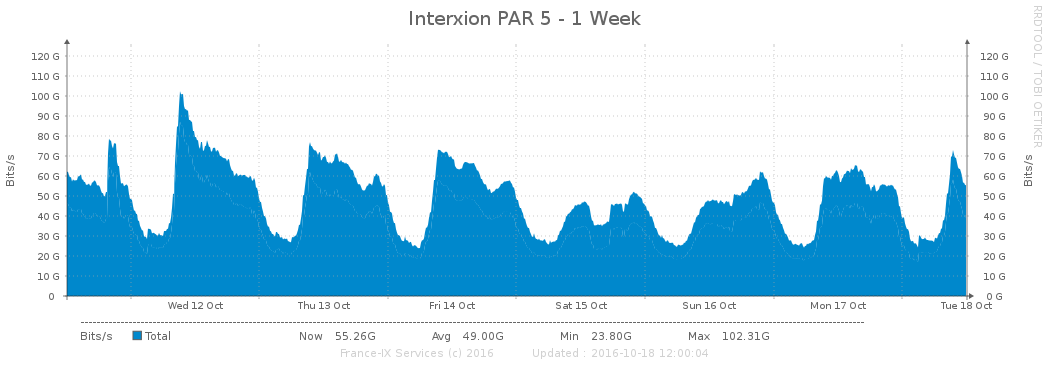 Interxion PAR 5 - 1 Week
RRDTOOL / TOBI OETIKER
120 G 120 G
110 G 110 G
100 G 100 G
90 G 90 G
80 G 80 G
70 G 70 G
60 G 60 G
50 G 50 G
40 G 40 G
30 G 30 G
20 G 20 G
10 G 10 G
0 0 G
Bits/s
Bits/s
Wed 12 Oct Thu 13 Oct Fri 14 Oct Sat 15 Oct Sun 16 Oct Mon 17 Oct Tue 18 Oct
Bits/s Total Now 55.26G Avg 49.00G Min 23.80G Max 102.31G
France-IX Services (c) 2016 Updated : 2016-10-18 12:00:04